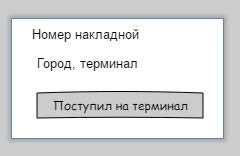 Номер накладной
Город, терминал
Поступил на терминал